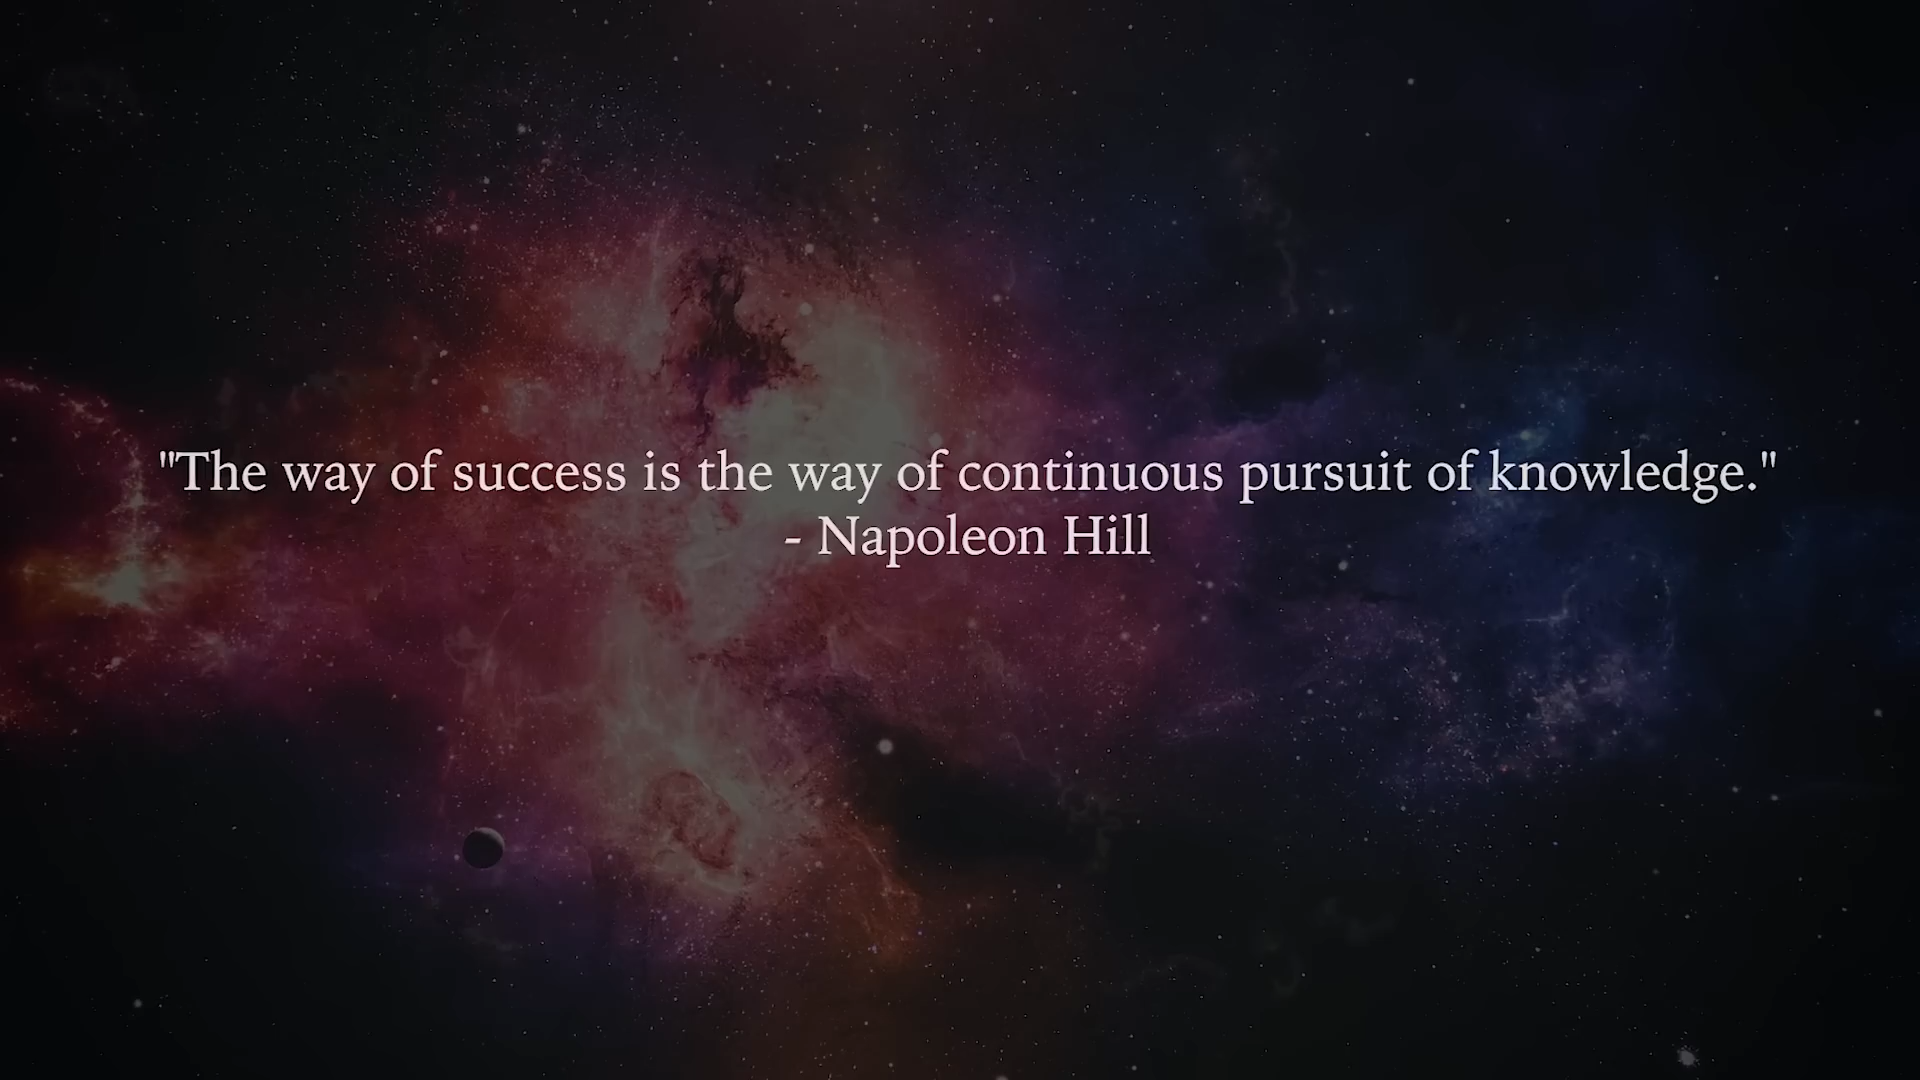 "The way of success is the way of continuous pursuit of knowledge."
- Napoleon Hill